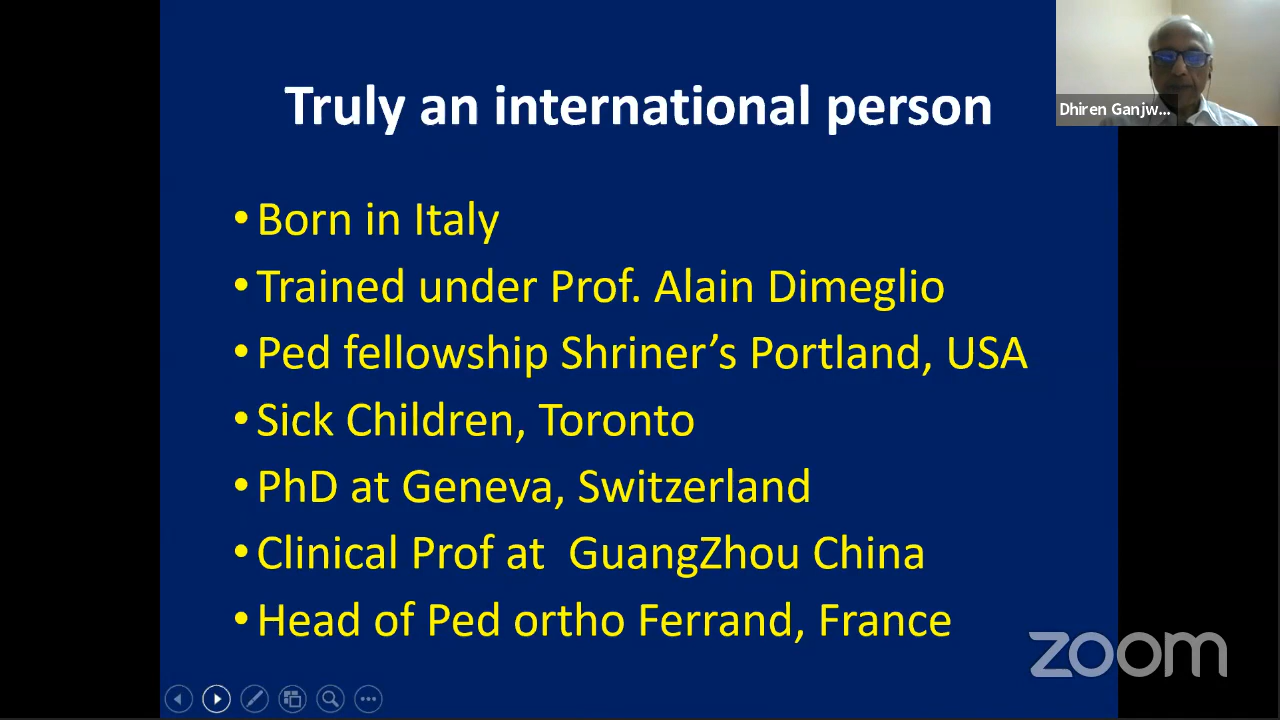 Truly an international person
Dhiren Ganjw...
•Born in Italy
•Trained under Prof. Alain Dimeglio
•Ped fellowship Shriner’s Portland, USA
•Sick Children, Toronto
•PhD at Geneva, Switzerland
•Clinical Prof at  GuangZhou China
•Head of Ped ortho Ferrand, France
zoom